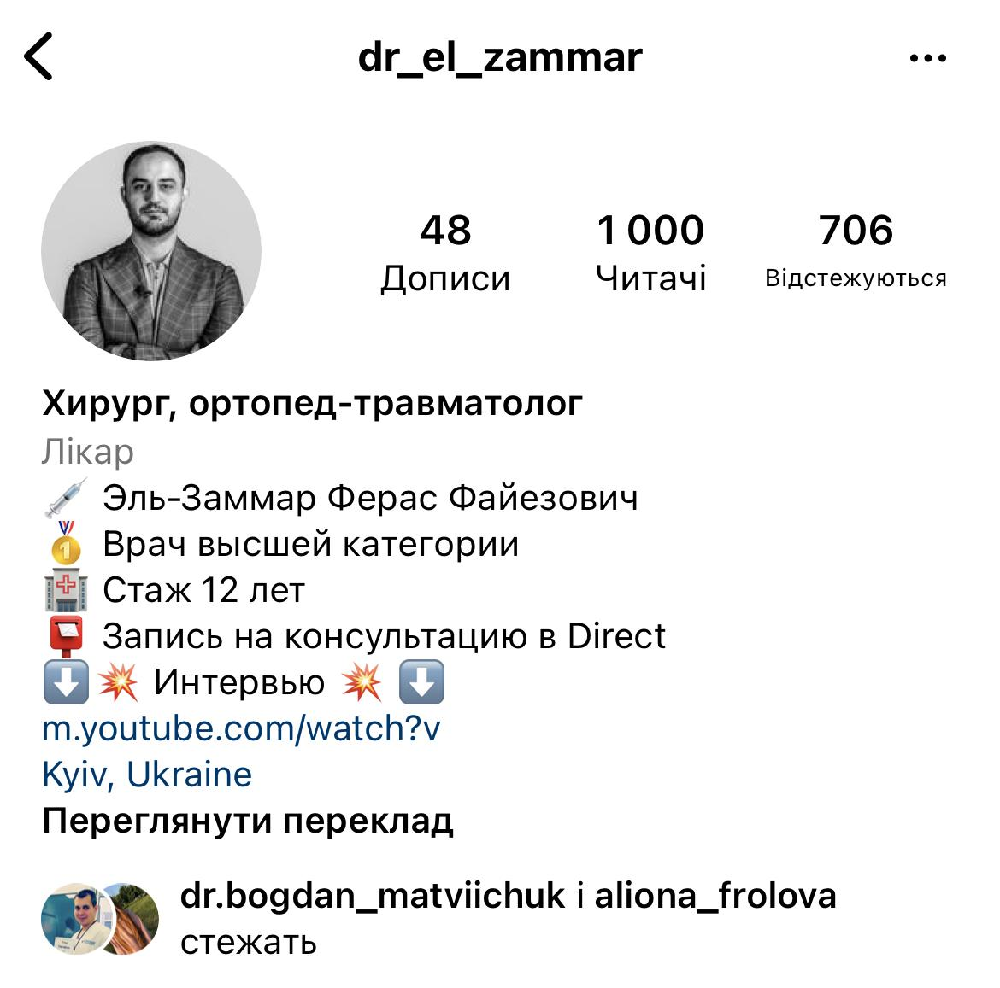 dr_el_zammar
48 1 000 706
Дописи Читачі Відстежуються
Хирург, ортопед-травматолог
Лікар
Эль-Заммар Ферас Файезович
Врач высшей категории
Стаж 12 лет
Запись на консультацию в Direct
Интервью
m.youtube.com/watch?v
Kyiv, Ukraine
Переглянути переклад
dr.bogdan_matviichuk і aliona_frolova
стежать